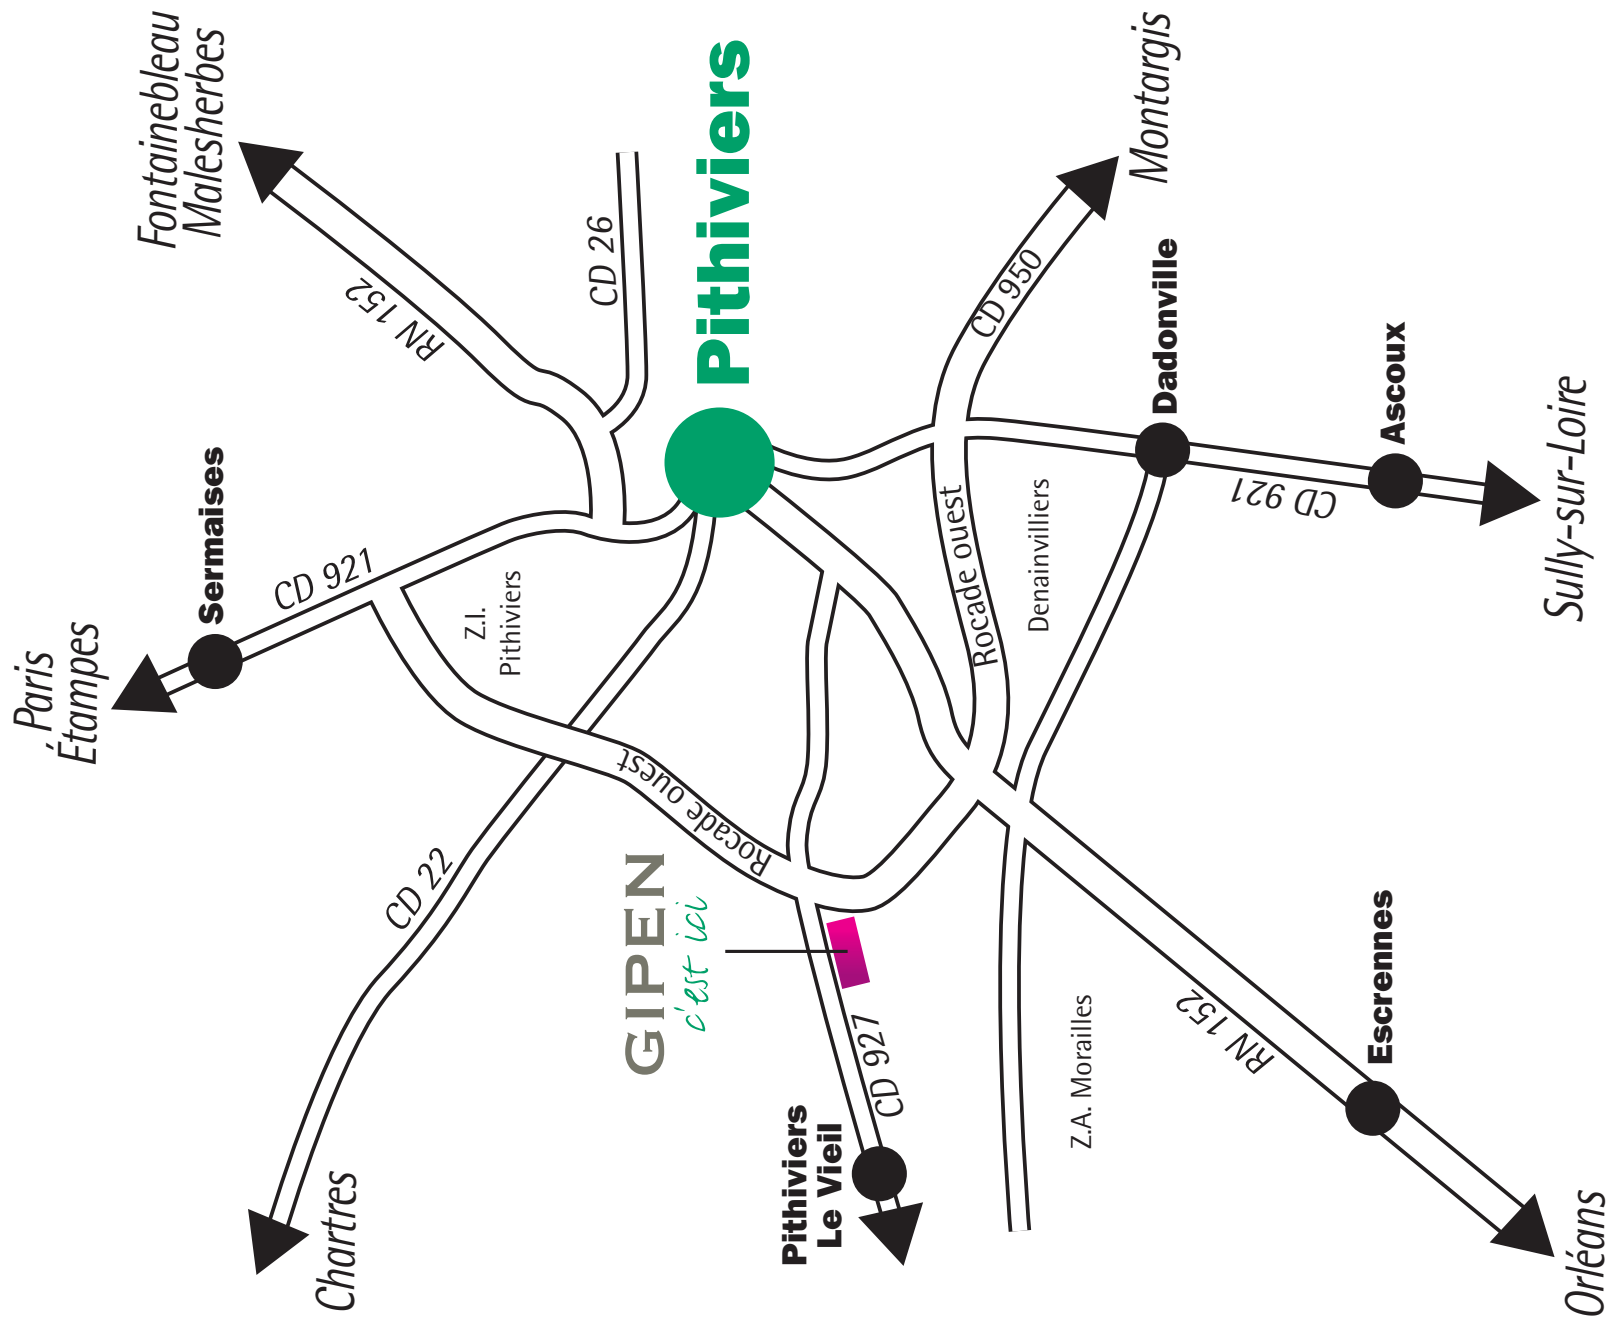 Paris
Étampes
Fontainebleau
Malesherbes
Sermaises
CD 921
RN 152
CD 26
Pithiviers
Z.I.
Pithiviers
CD 22
Chartres
Rocade ouest
GIPEN
c'est ici
Pithiviers
Le Vieil
CD 927
Rocade ouest
CD 950
Montargis
Denainvilliers
Dadonville
CD 921
Ascoux
Sully-sur-Loire
Z.A. Morailles
RN 152
Escrennes
Orléans